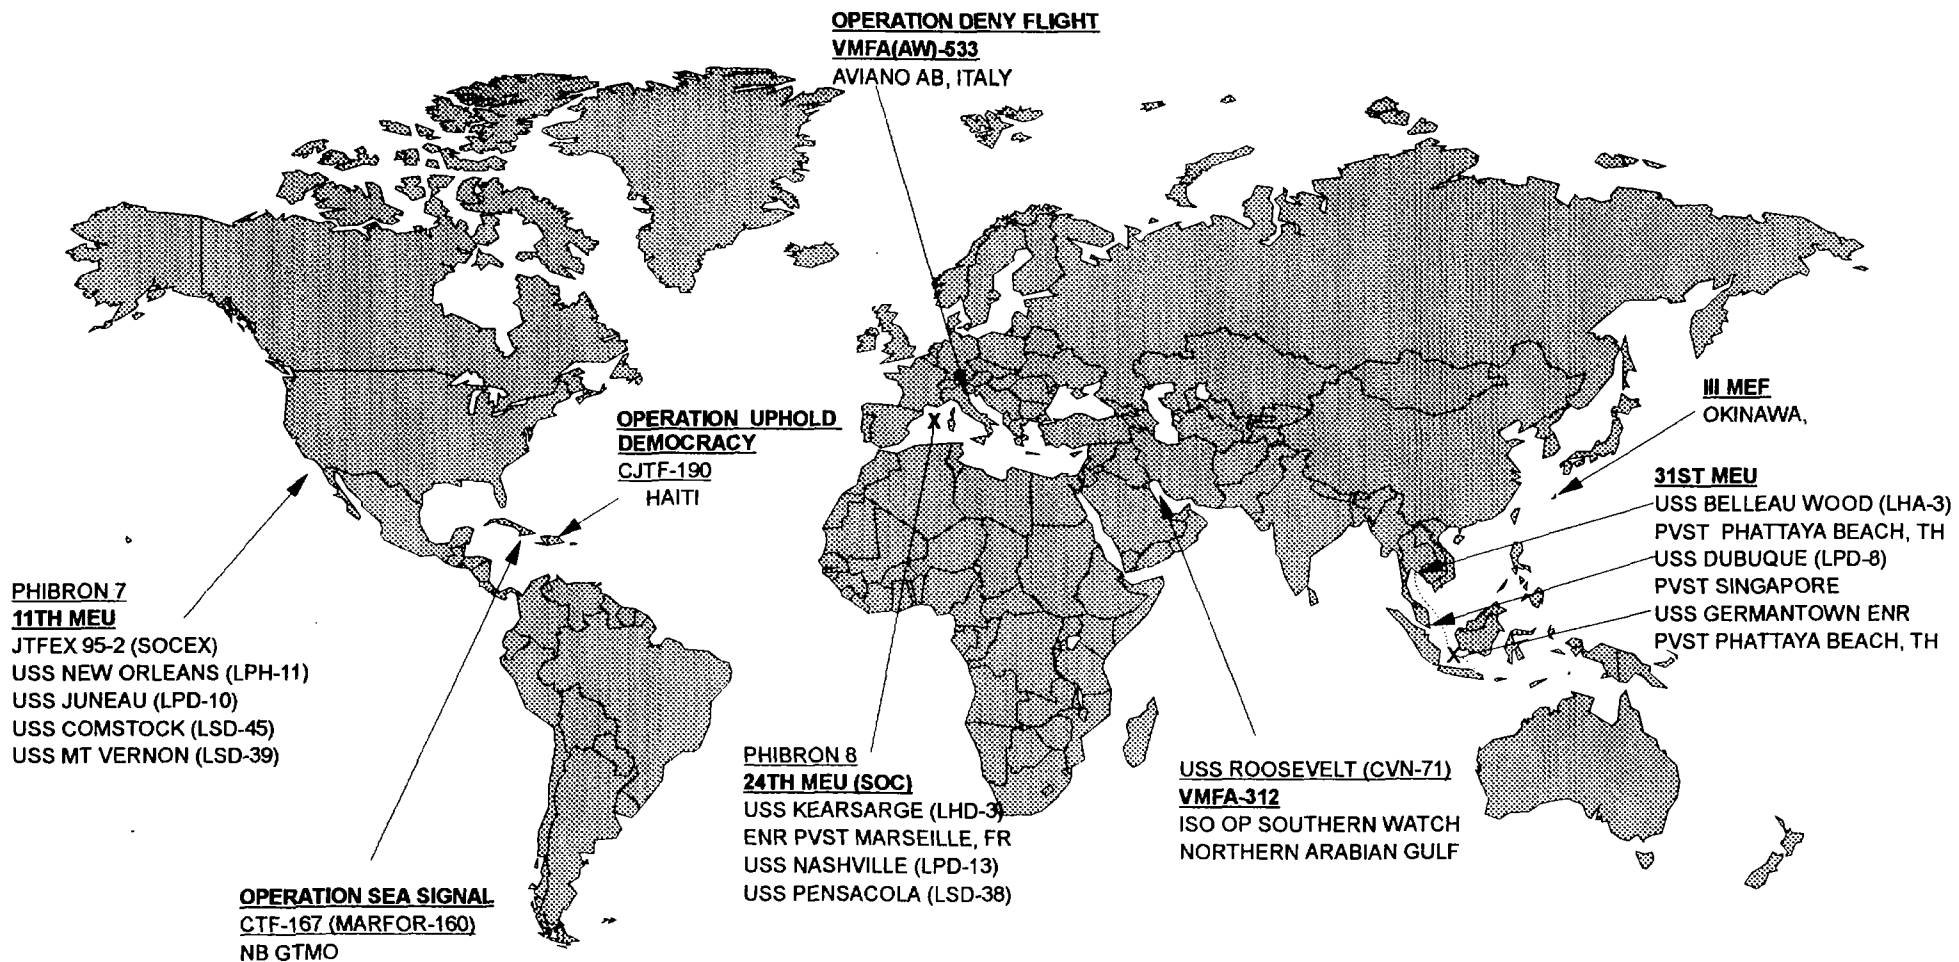 OPERATION DENY FLIGHT
VMFA(AW)-533
AVIANO AB, ITALY
OPERATION UPHOLD
DEMOCRACY
CJTF-190
HAITI
III MEF
OKINAWA,
31ST MEU
USS BELLEAU WOOD (LHA-3)
PVST PHATTAYA BEACH, TH
USS DUBUQUE (LPD-8)
PVST SINGAPORE
USS GERMANTOWN ENR
PVST PHATTAYA BEACH, TH
PHIBRON 7
11TH MEU
JTFEX 95-2 (SOCEX)
USS NEW ORLEANS (LPH-11)
USS JUNEAU (LPD-10)
USS COMSTOCK (LSD-45)
USS MT VERNON (LSD-39)
PHIBRON 8
24TH MEU (SOC)
USS KEARSARGE (LHD-3)
ENR PVST MARSEILLE, FR
USS NASHVILLE (LPD-13)
USS PENSACOLA (LSD-38)
USS ROOSEVELT (CVN-71)
VMFA-312
ISO OP SOUTHERN WATCH
NORTHERN ARABIAN GULF
OPERATION SEA SIGNAL
CTF-167 (MARFOR-160)
NB GTMO
X
X